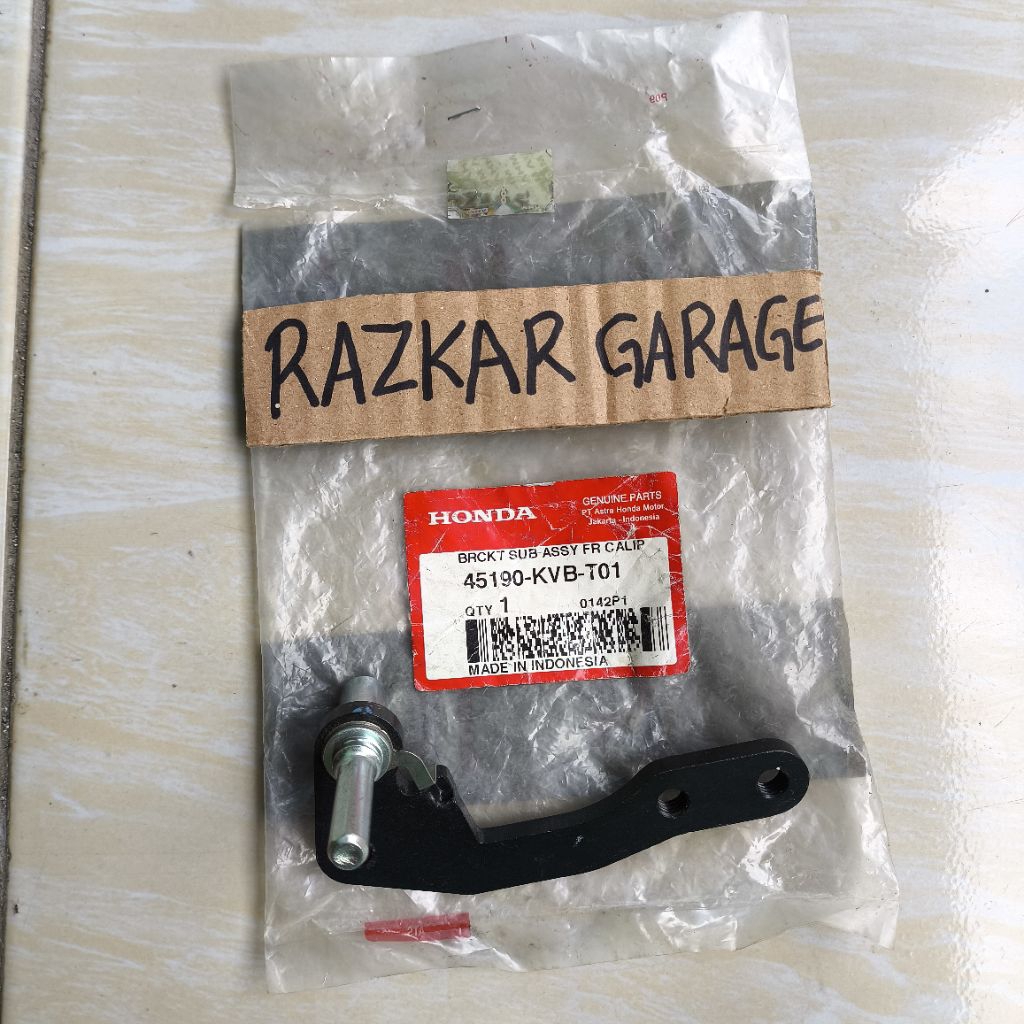 RAZKAR GARAGE
HONDA
GENUINE PARTS
PT Astra Honda Motor
Jakarta - Indonesia
BRCKT SUB ASSY FR CALIP
45190-KVB-T01
QTY 1 0142P1
MADE IN INDONESIA